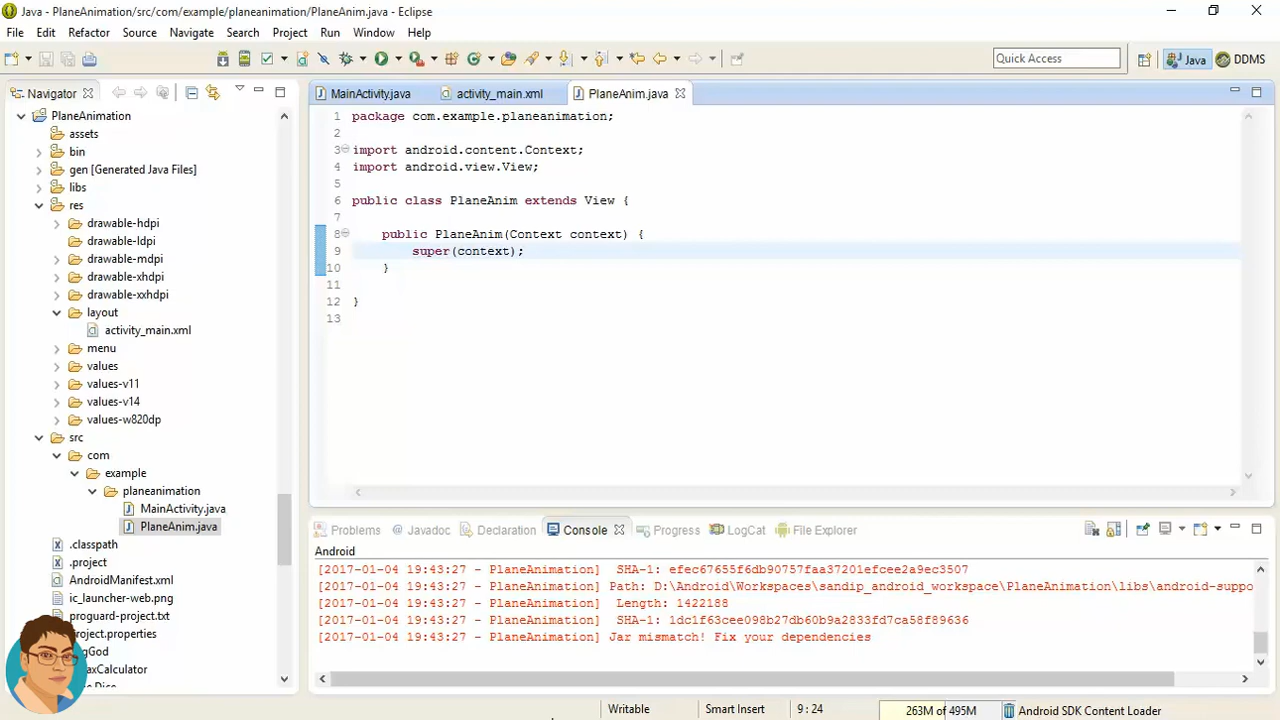 Java - PlaneAnimation/src/com/example/planeanimation/PlaneAnim.java - Eclipse
File Edit Refactor Source Navigate Search Project Run Window Help
Quick Access Java DDMS
Navigator
PlaneAnimation
assets
bin
gen [Generated Java Files]
libs
res
drawable-hdpi
drawable-ldpi
drawable-mdpi
drawable-xhdpi
drawable-xxhdpi
layout
activity_main.xml
menu
values
values-v11
values-v14
values-w820dp
src
com
example
planeanimation
MainActivity.java
PlaneAnim.java
.classpath
.project
AndroidManifest.xml
ic_launcher-web.png
proguard-project.txt
project.properties
MainActivity.java activity_main.xml PlaneAnim.java
1 package com.example.planeanimation;
2
3 import android.content.Context;
4 import android.view.View;
5
6 public class PlaneAnim extends View {
7
8 public PlaneAnim(Context context) {
9 super(context);
10 }
11
12 }
13
Problems Javadoc Declaration Console Progress LogCat File Explorer
Android
[2017-01-04 19:43:27 - PlaneAnimation] SHA-1: efec67655f6db90757faa37201efcee2a9ec3507
[2017-01-04 19:43:27 - PlaneAnimation] Path: D:\Android\Workspaces\sandip_android_workspace\PlaneAnimation\libs\android-suppo
[2017-01-04 19:43:27 - PlaneAnimation] Length: 1422188
[2017-01-04 19:43:27 - PlaneAnimation] SHA-1: 1dc1f63cee098b27db60b9a2833fd7ca58f89636
[2017-01-04 19:43:27 - PlaneAnimation] Jar mismatch! Fix your dependencies
Writable Smart Insert 9 : 24 263M of 495M Android SDK Content Loader